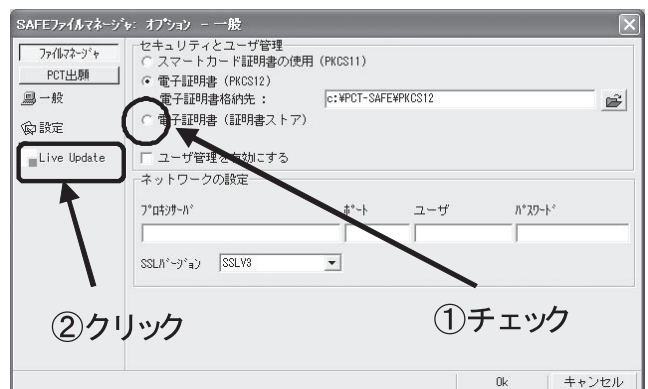 SAFEファイルマネージャ: オプション - 一般
ファイルマネージャ
PCT出願
一般
設定
Live Update
セキュリティとユーザ管理
スマートカード証明書の使用 (PKCS11)
電子証明書 (PKCS12)
電子証明書格納先:
c:¥PCT-SAFE¥PKCS12
電子証明書 (証明書ストア)
ユーザ管理を有効にする
ネットワークの設定
プロキシサーバ
ポート
ユーザ
パスワード
SSLバージョン
SSLV3
②クリック
①チェック
Ok
キャンセル